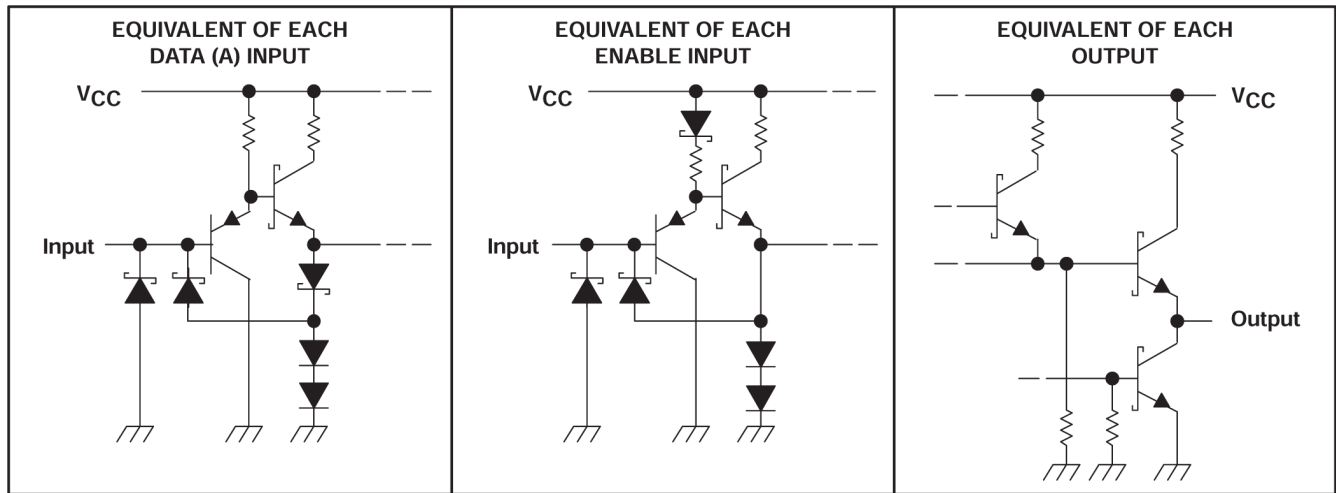 EQUIVALENT OF EACH
DATA (A) INPUT
VCC
Input
EQUIVALENT OF EACH
ENABLE INPUT
VCC
Input
EQUIVALENT OF EACH
OUTPUT
VCC
Output